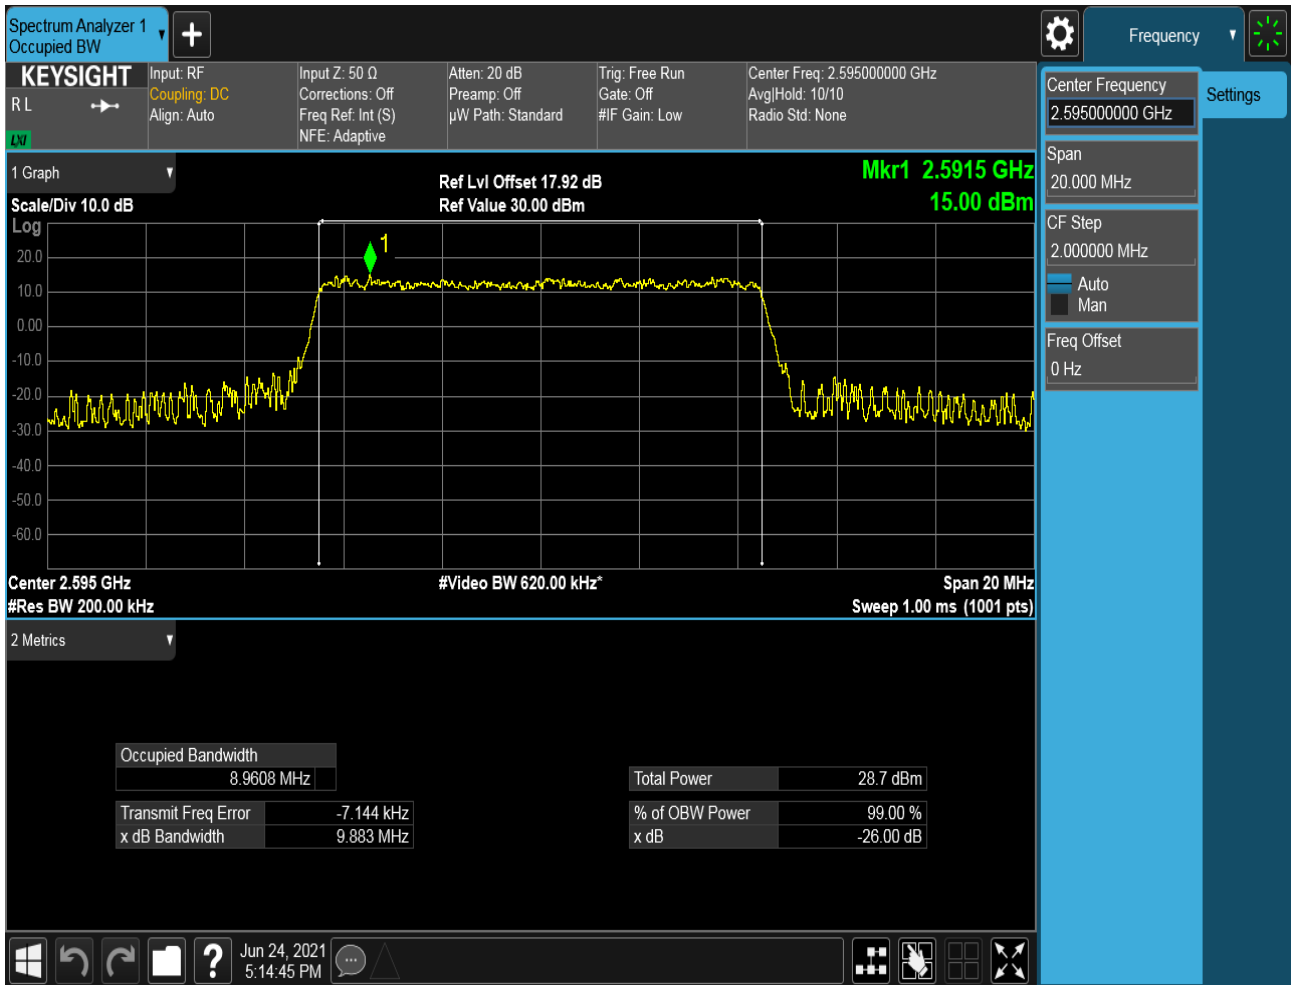 Spectrum Analyzer 1
Occupied BW
Frequency
KEYSIGHT
R L
LXI
Input: RF
Coupling: DC
Align: Auto
Input Z: 50 Ω
Corrections: Off
Freq Ref: Int (S)
NFE: Adaptive
Atten: 20 dB
Preamp: Off
µW Path: Standard
Trig: Free Run
Gate: Off
#IF Gain: Low
Center Freq: 2.595000000 GHz
Avg|Hold: 10/10
Radio Std: None
Center Frequency
2.595000000 GHz
Settings
Span
20.000 MHz
CF Step
2.000000 MHz
Auto
Man
Freq Offset
0 Hz
1 Graph
Scale/Div 10.0 dB
Ref Lvl Offset 17.92 dB
Ref Value 30.00 dBm
Mkr1 2.5915 GHz
15.00 dBm
Log
1
20.0
10.0
0.00
-10.0
-20.0
-30.0
-40.0
-50.0
-60.0
Center 2.595 GHz
#Video BW 620.00 kHz*
Span 20 MHz
#Res BW 200.00 kHz
Sweep 1.00 ms (1001 pts)
2 Metrics
Occupied Bandwidth
8.9608 MHz
Total Power 28.7 dBm
Transmit Freq Error -7.144 kHz
% of OBW Power 99.00 %
x dB Bandwidth 9.883 MHz
x dB -26.00 dB
?
Jun 24, 2021
5:14:45 PM